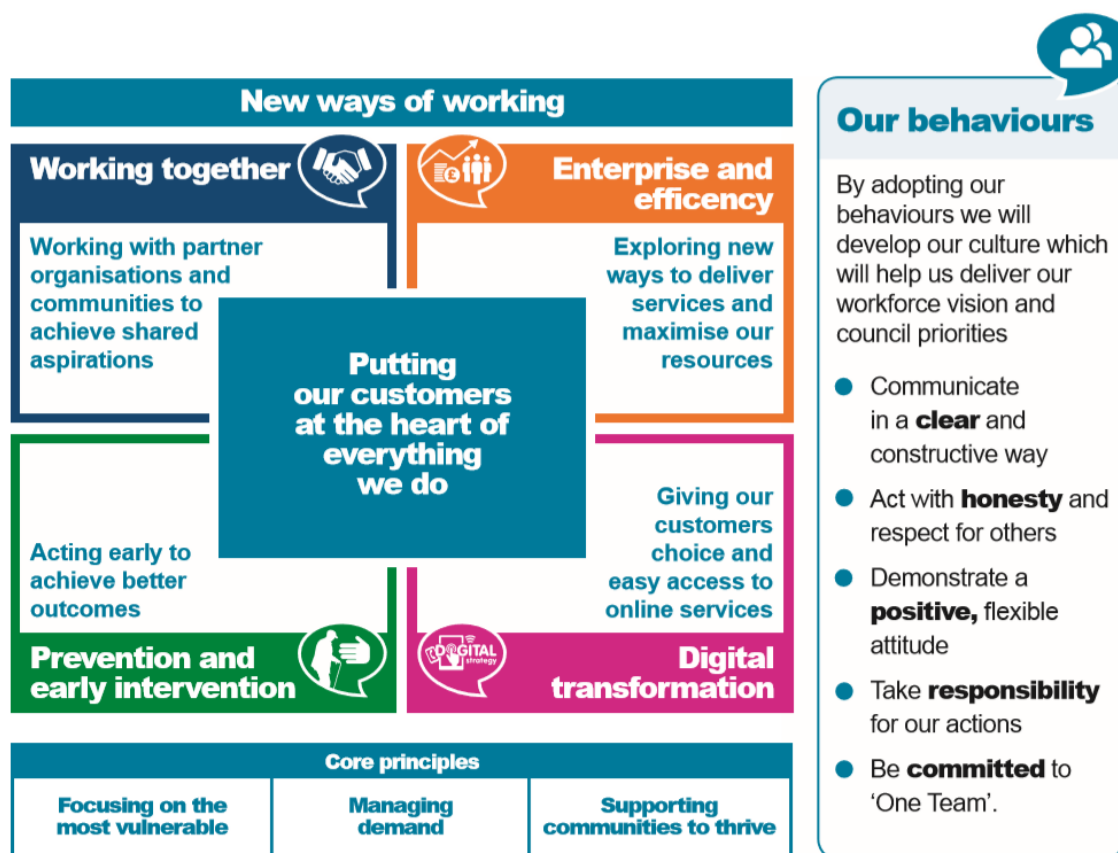 New ways of working
Working together
Working with partner
organisations and
communities to
achieve shared
aspirations
Enterprise and
efficency
Exploring new
ways to deliver
services and
maximise our
resources
Putting
our customers
at the heart of
everything
we do
Acting early to
achieve better
outcomes
Prevention and
early intervention
Giving our
customers
choice and
easy access to
online services
DIGITAL
strategy
Digital
transformation
Core principles
Focusing on the
most vulnerable
Managing
demand
Supporting
communities to thrive
Our behaviours
By adopting our
behaviours we will
develop our culture which
will help us deliver our
workforce vision and
council priorities
Communicate
in a clear and
constructive way
Act with honesty and
respect for others
Demonstrate a
positive, flexible
attitude
Take responsibility
for our actions
Be committed to
‘One Team’.